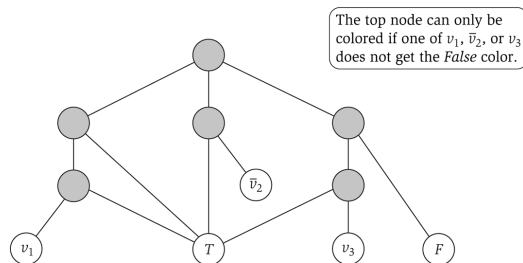 The top node can only be
colored if one of v₁, v̄₂, or v₃
does not get the False color.
v̄₂
v₁
T
v₃
F